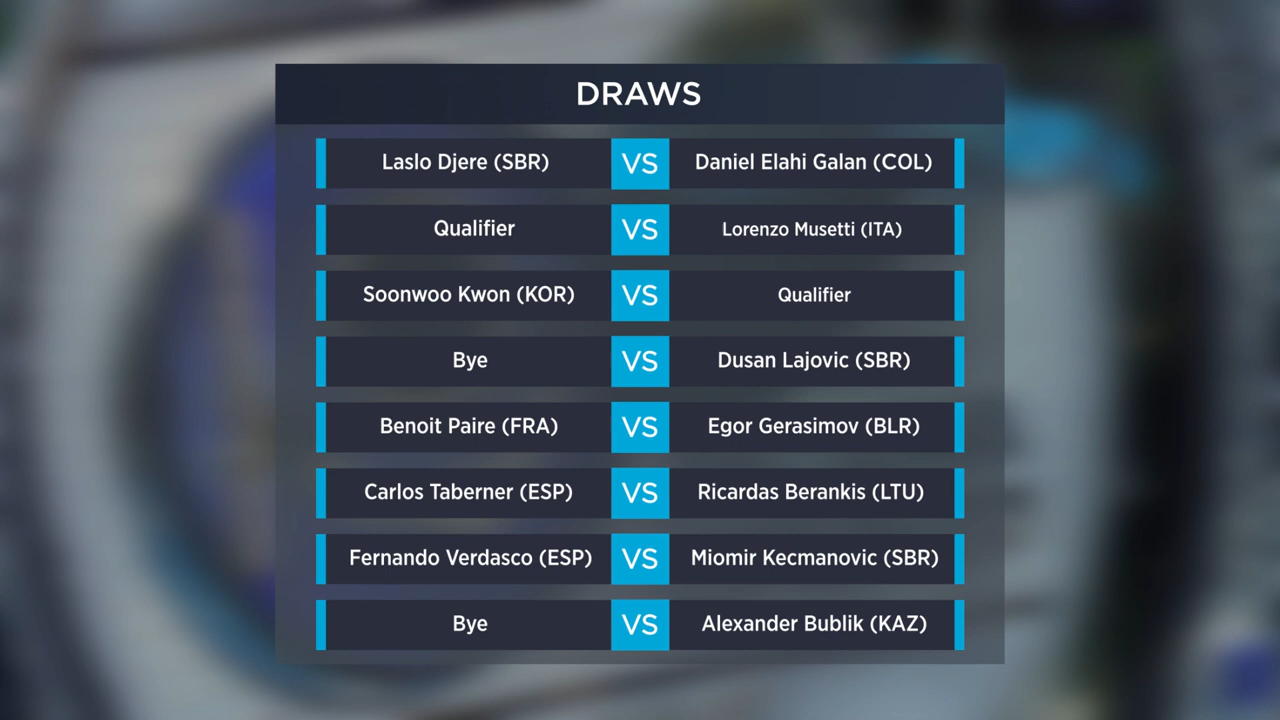 DRAWS
Laslo Djere (SBR) VS Daniel Elahi Galan (COL)
Qualifier VS Lorenzo Musetti (ITA)
Soonwoo Kwon (KOR) VS Qualifier
Bye VS Dusan Lajovic (SBR)
Benoit Paire (FRA) VS Egor Gerasimov (BLR)
Carlos Taberner (ESP) VS Ricardas Berankis (LTU)
Fernando Verdasco (ESP) VS Miomir Kecmanovic (SBR)
Bye VS Alexander Bublik (KAZ)